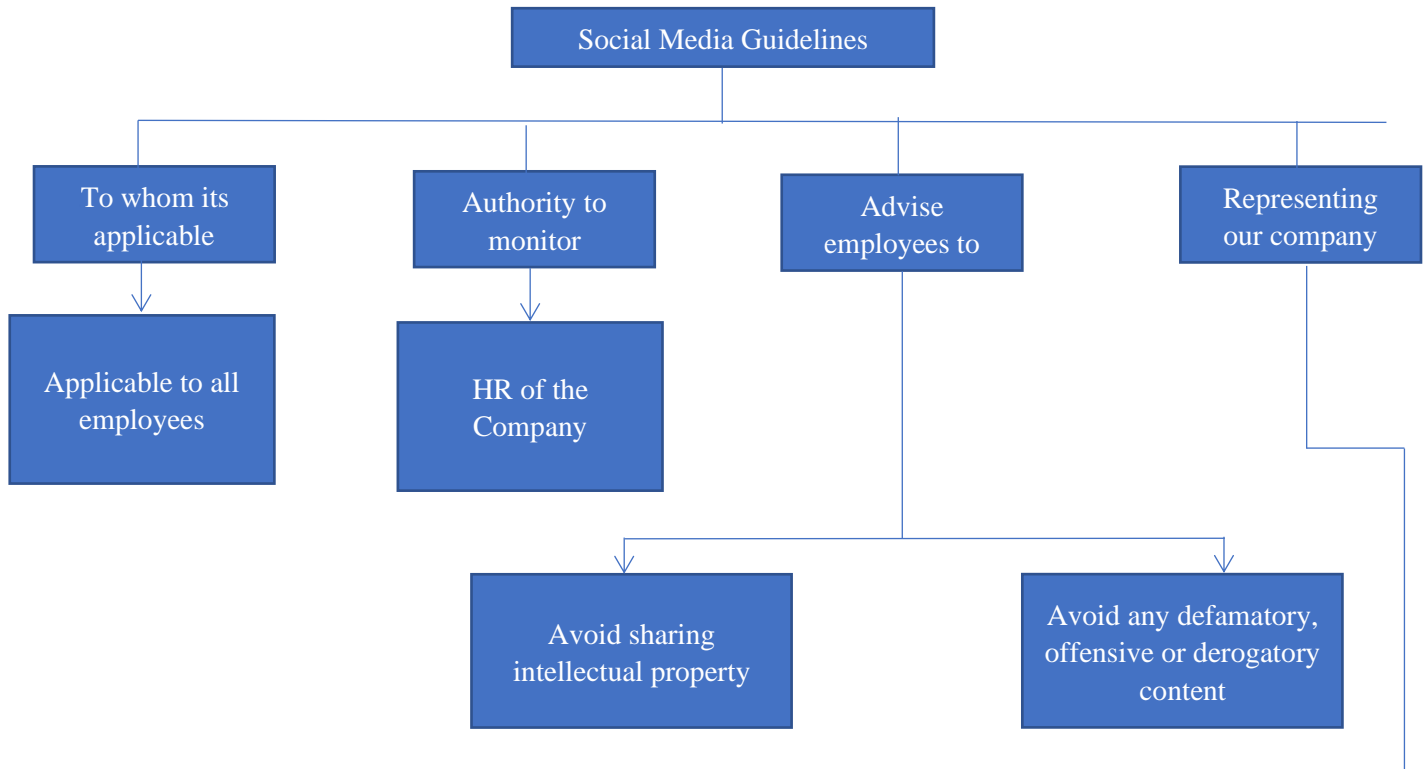 Social Media Guidelines
To whom its
applicable
Authority to
monitor
Advise
employees to
Representing
our company
Applicable to all
employees
HR of the
Company
Avoid sharing
intellectual property
Avoid any defamatory,
offensive or derogatory
content